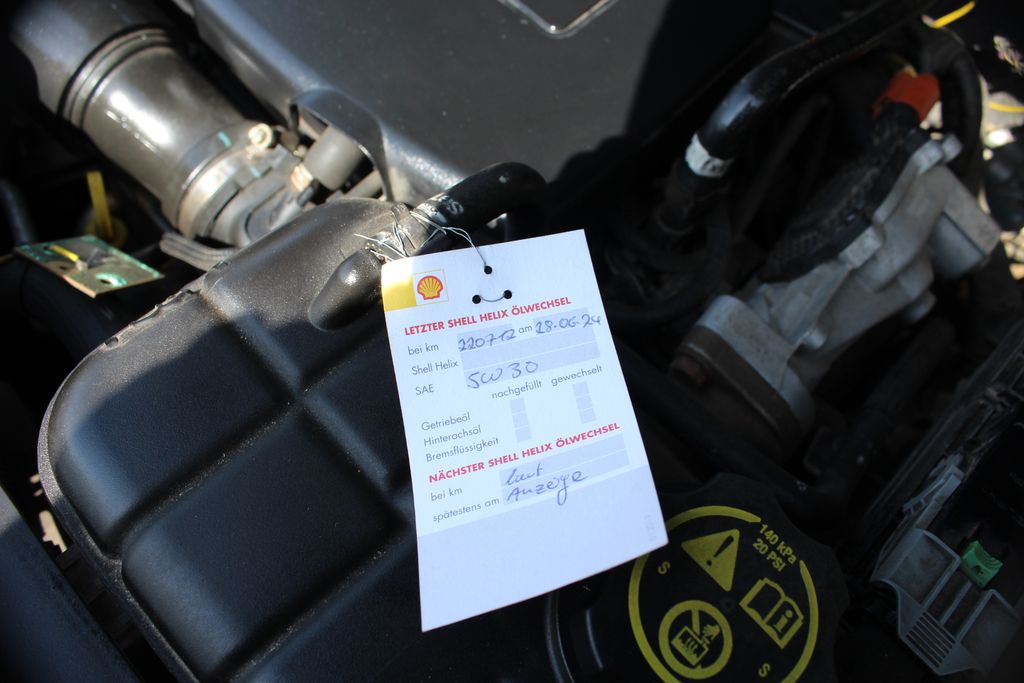 LETZTER SHELL HELIX ÖLWECHSEL
bei km 220712 am 28.06.24
Shell Helix
SAE 5W30
nachgefüllt gewechselt
Getriebeöl
Hinterachsöl
Bremsflüssigkeit
NÄCHSTER SHELL HELIX ÖLWECHSEL
bei km laut
spätestens am Anzeige
140 kPa
20 PSI
S
S